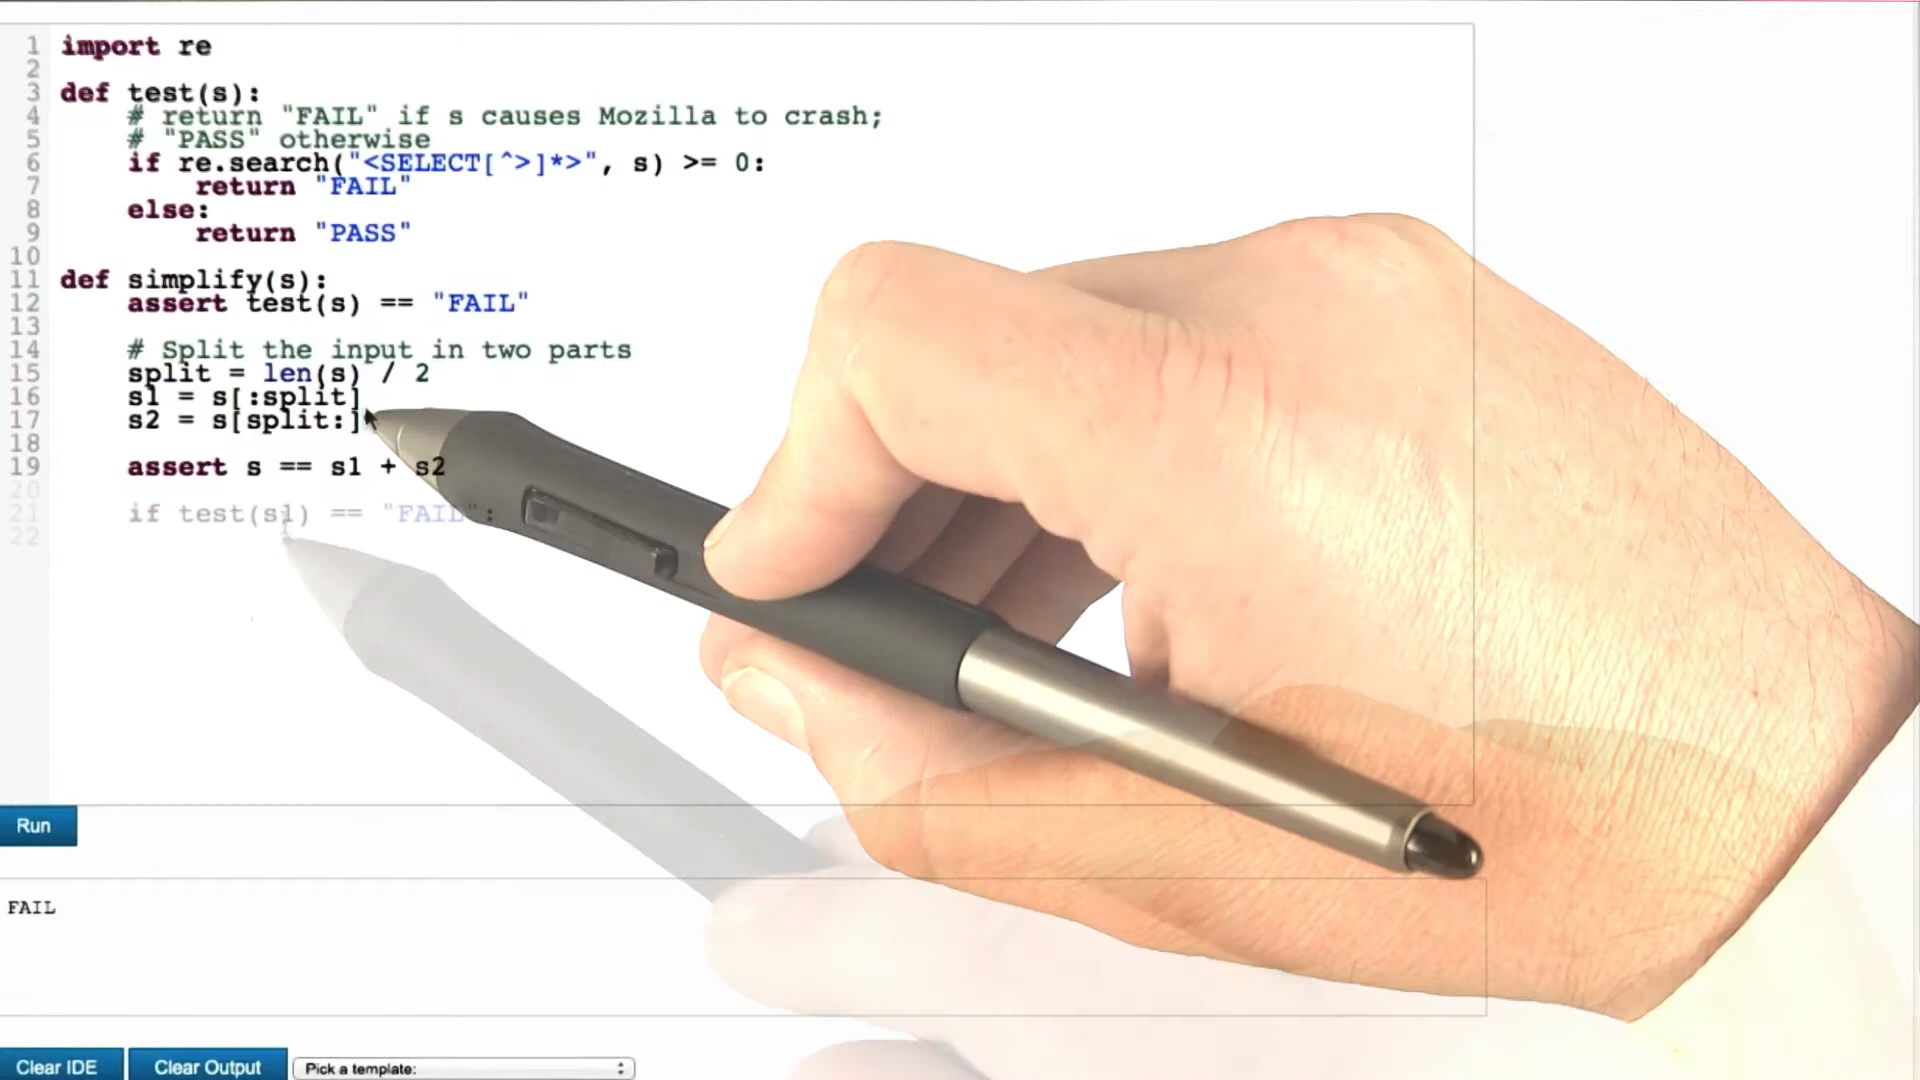 1 import re
2
3 def test(s):
4 # return "FAIL" if s causes Mozilla to crash;
5 # "PASS" otherwise
6 if re.search("<SELECT[^>]*>", s) >= 0:
7 return "FAIL"
8 else:
9 return "PASS"
10
11 def simplify(s):
12 assert test(s) == "FAIL"
13
14 # Split the input in two parts
15 split = len(s) / 2
16 s1 = s[:split]
17 s2 = s[split:]
18
19 assert s == s1 + s2
20
21 if test(s1) == "FAIL":
22
Run
FAIL
Clear IDE Clear Output Pick a template: